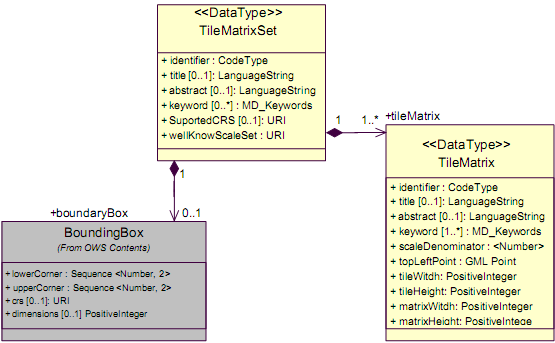 <<DataType>>
TileMatrixSet
+ identifier : CodeType
+ title [0..1]: LanguageString
+ abstract [0..1]: LanguageString
+ keyword [0..*] : MD_Keywords
+ SuportedCRS [0..1]: URI
+ wellKnowScaleSet : URI
1
1..*
+tileMatrix
<<DataType>>
TileMatrix
+ identifier : CodeType
+ title [0..1]: LanguageString
+ abstract [0..1]: LanguageString
+ keyword [1..*] : MD_Keywords
+ scaleDenominator : <Number>
+ topLeftPoint : GML Point
+ tileWitdh: PositiveInteger
+ tileHeight: PositiveInteger
+ matrixWitdh: PositiveInteger
+ matrixHeight: PositiveInteger
1
+boundaryBox
0..1
BoundingBox
(From OWS Contents)
+ lowerCorner : Sequence <Number, 2>
+ upperCorner : Sequence <Number, 2>
+ crs [0..1]: URI
+ dimensions [0..1] PositiveInteger